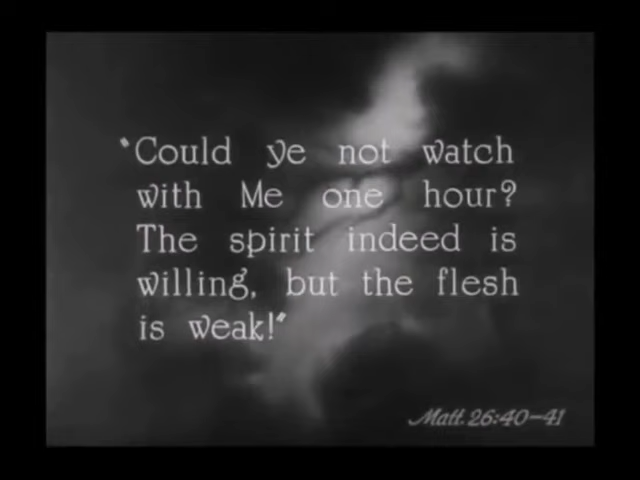 "Could ye not watch
with Me one hour?
The spirit indeed is
willing, but the flesh
is weak!"
Matt. 26:40-41